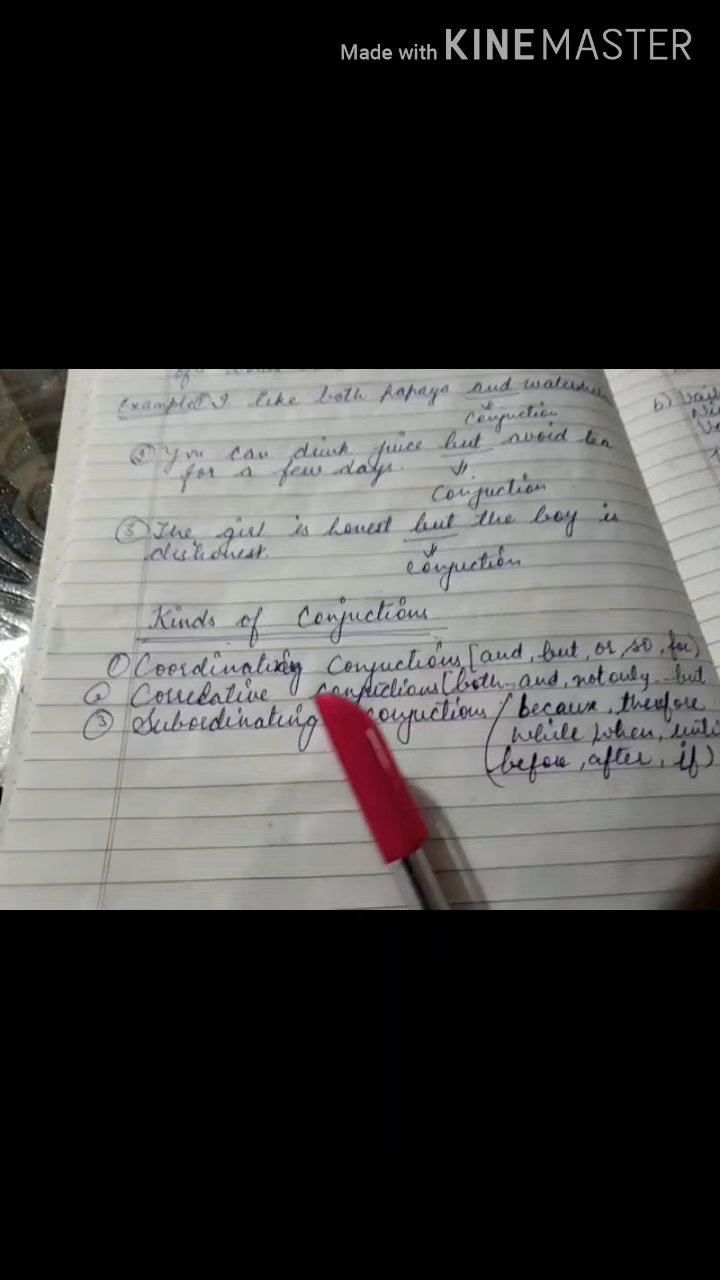 Made with KINEMASTER
Example① I like both papaya and
Conjuction
② You can drink juice but avoid tea
for a few days.
Conjuction
③ The girl is honest but the boy is
dishonest.
Conjuction
Kinds of Conjuctions
① Coordinating Conjuctions [and, but, or, so, for)
② Correlative Conjuctions [both-and, not only-but
③ Subordinating Conjuctions (because, therefore
while, when, until
before, after, if)